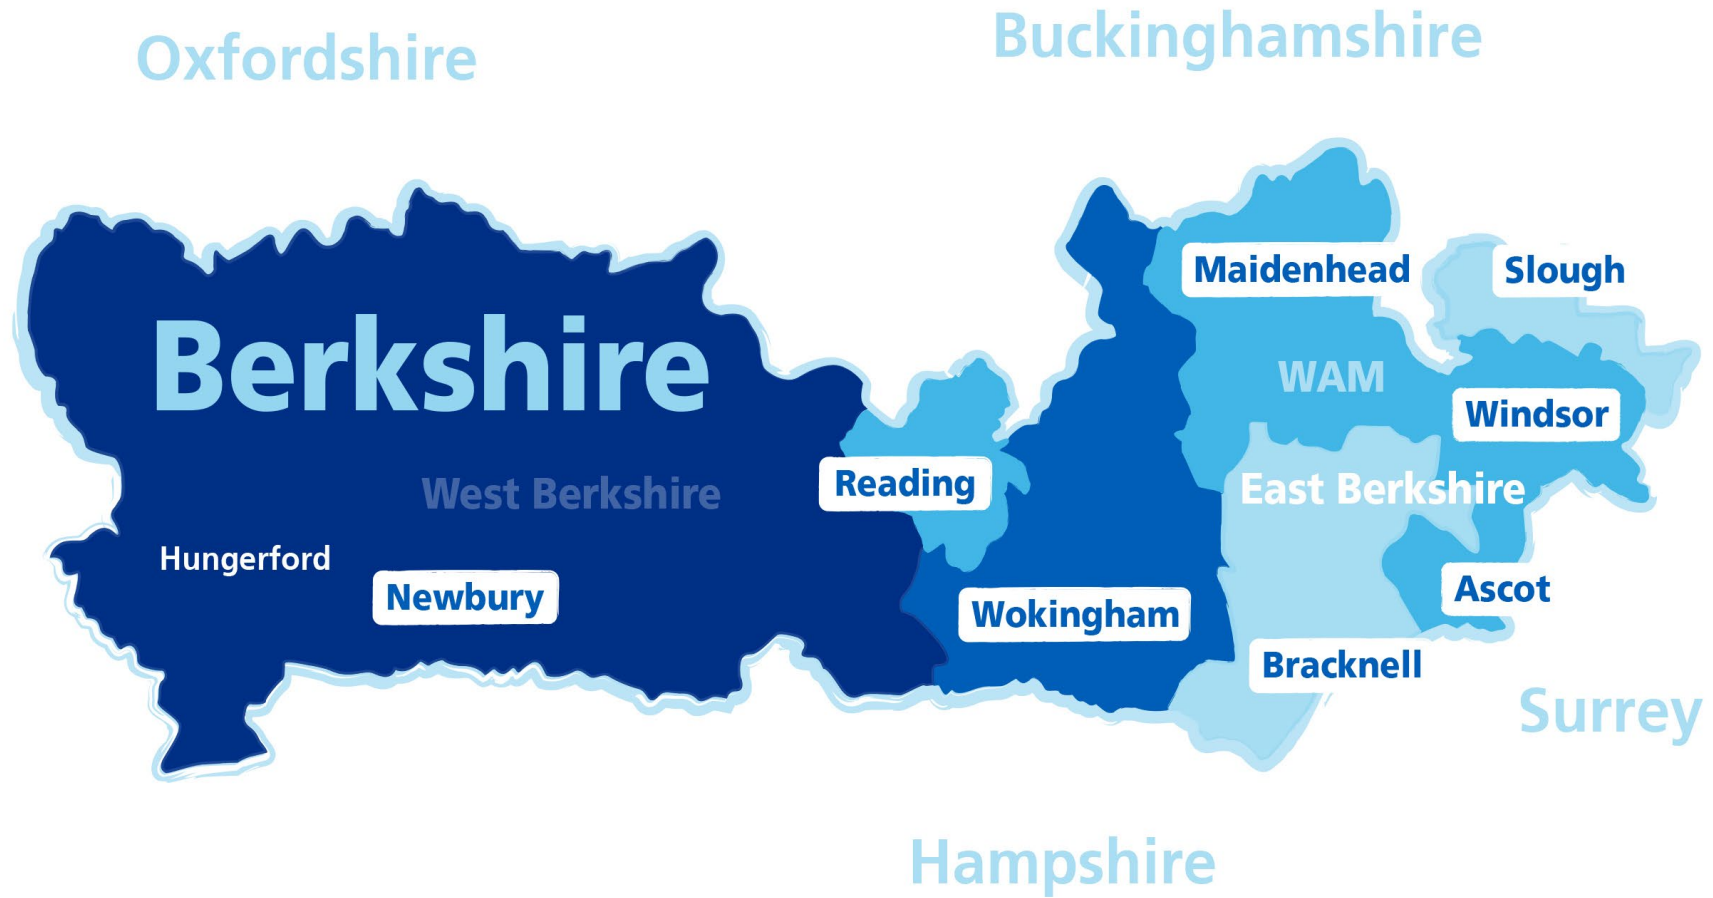 Buckinghamshire
Oxfordshire
Maidenhead
Slough
Berkshire
WAM
Windsor
Reading
East Berkshire
West Berkshire
Hungerford
Ascot
Newbury
Wokingham
Bracknell
Surrey
Hampshire